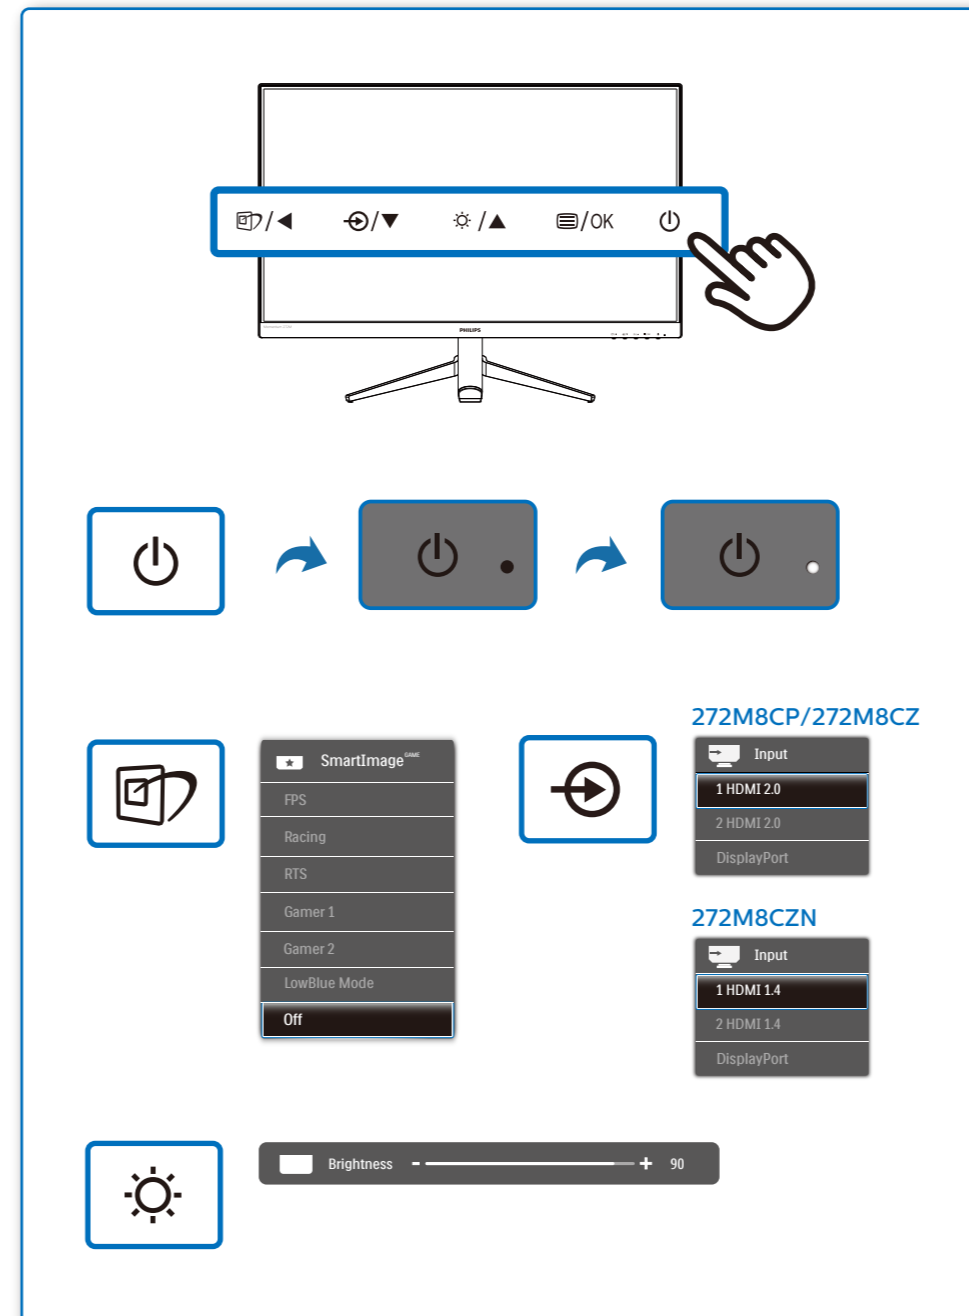 /◀ /▼ /▲ /OK
PHILIPS
272M8CP/272M8CZ
SmartImage GAME
FPS
Racing
RTS
Gamer 1
Gamer 2
LowBlue Mode
Off
Input
1 HDMI 2.0
2 HDMI 2.0
DisplayPort
272M8CZN
Input
1 HDMI 1.4
2 HDMI 1.4
DisplayPort
Brightness - + 90